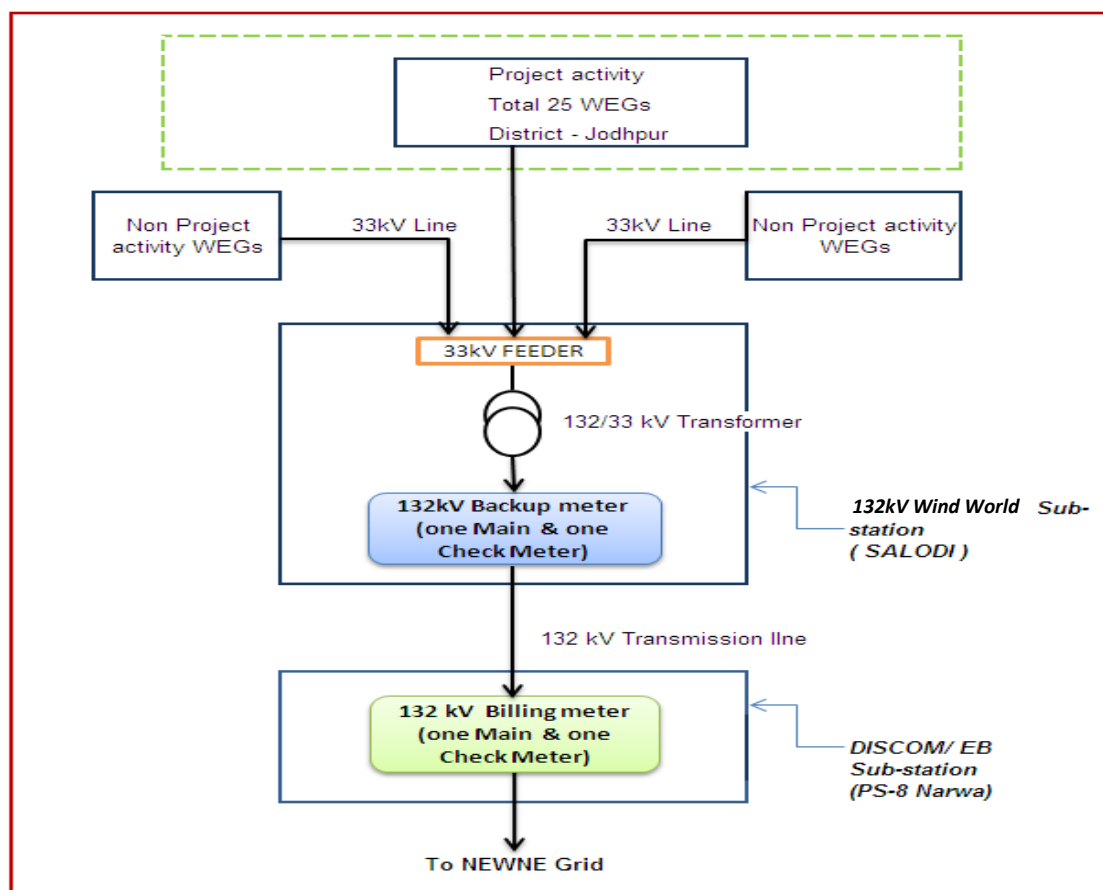 Project activity
Total 25 WEGs
District - Jodhpur
Non Project
activity WEGs
33kV Line
33kV Line
Non Project activity
WEGs
33kV FEEDER
132/33 kV Transformer
132kV Backup meter
(one Main & one
Check Meter)
132kV Wind World Sub-
station
( SALODI )
132 kV Transmission lIne
132 kV Billing meter
(one Main & one
Check Meter)
DISCOM/ EB
Sub-station
(PS-8 Narwa)
To NEWNE Grid